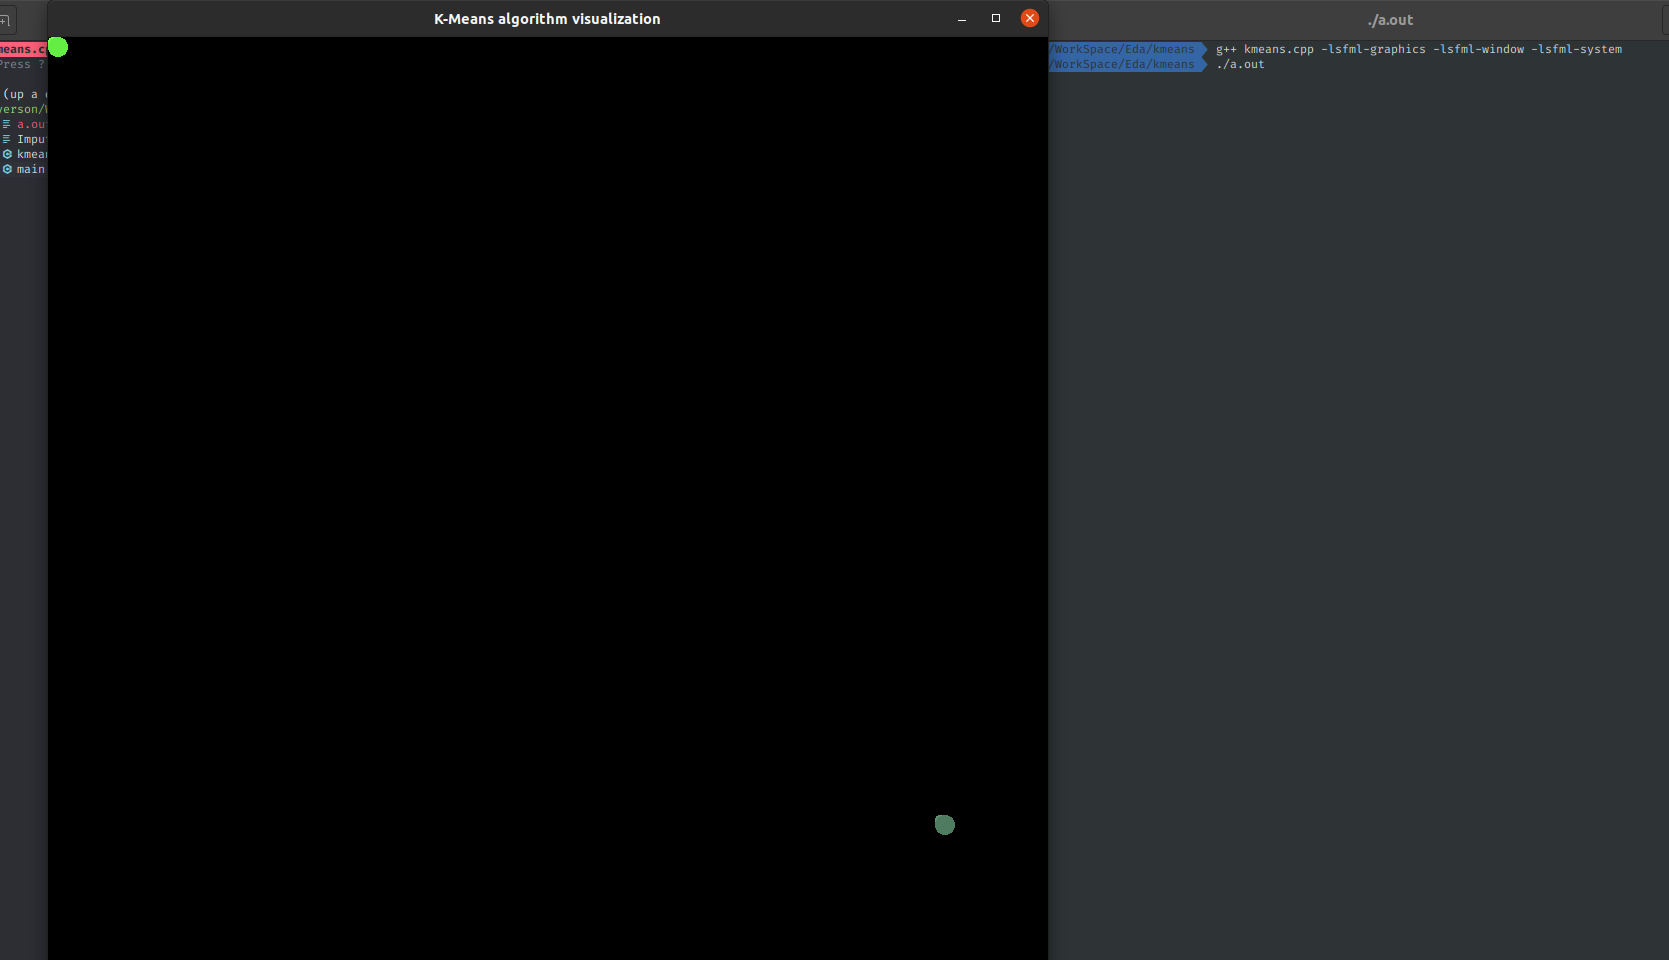 K-Means algorithm visualization
./a.out
means.c
Press ?
(up a
verson/
a.ou
Impu
kmea
main
/WorkSpace/Eda/kmeans g++ kmeans.cpp -lsfml-graphics -lsfml-window -lsfml-system
/WorkSpace/Eda/kmeans ./a.out